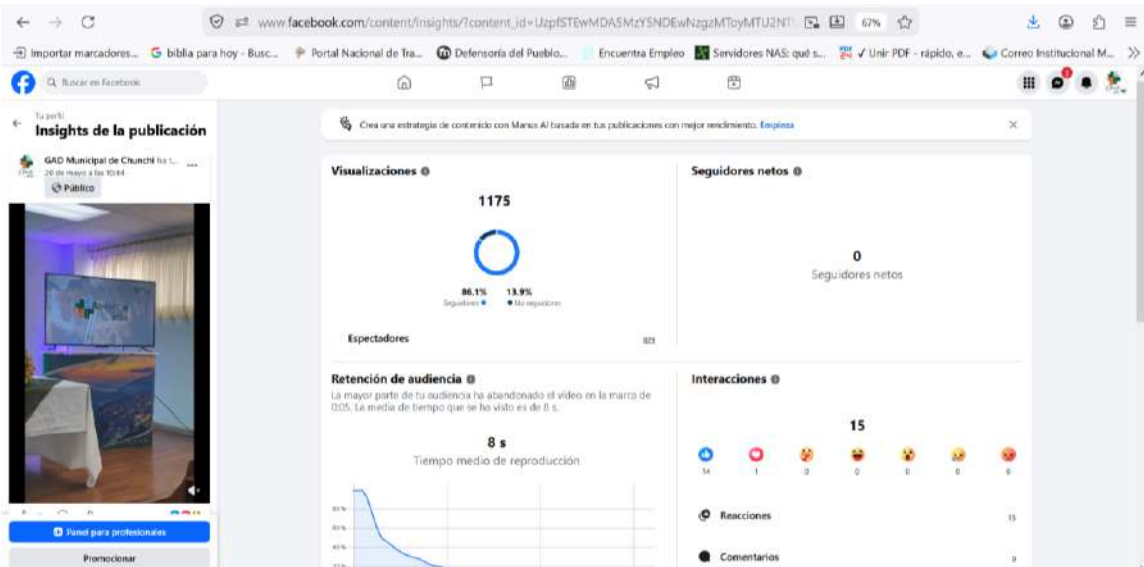 www.facebook.com/content/insights/?content_id=
67%
Importar marcadores...
biblia para hoy - Busc...
Portal Nacional de Tra...
Defensoría del Pueblo...
Encuentra Empleo
Servidores NAS: qué s...
Unir PDF - rápido, e...
Correo Institucional M...
Buscar en Facebook
Tu perfil
Insights de la publicación
GAD Municipal de Chunchi ha t...
20 de mayo a las 10:44
Público
Panel para profesionales
Promocionar
Crea una estrategia de contenido con Manus AI basada en tus publicaciones con mejor rendimiento. Empieza
Visualizaciones
1175
86.1% 13.9%
Seguidores No seguidores
Espectadores
Seguidores netos
0
Seguidores netos
Retención de audiencia
La mayor parte de tu audiencia ha abandonado el vídeo en la marca de
0:05. La media de tiempo que se ha visto es de 8 s.
8 s
Tiempo medio de reproducción
Interacciones
15
14 1 0 0 0 0 0
Reacciones 15
Comentarios 0